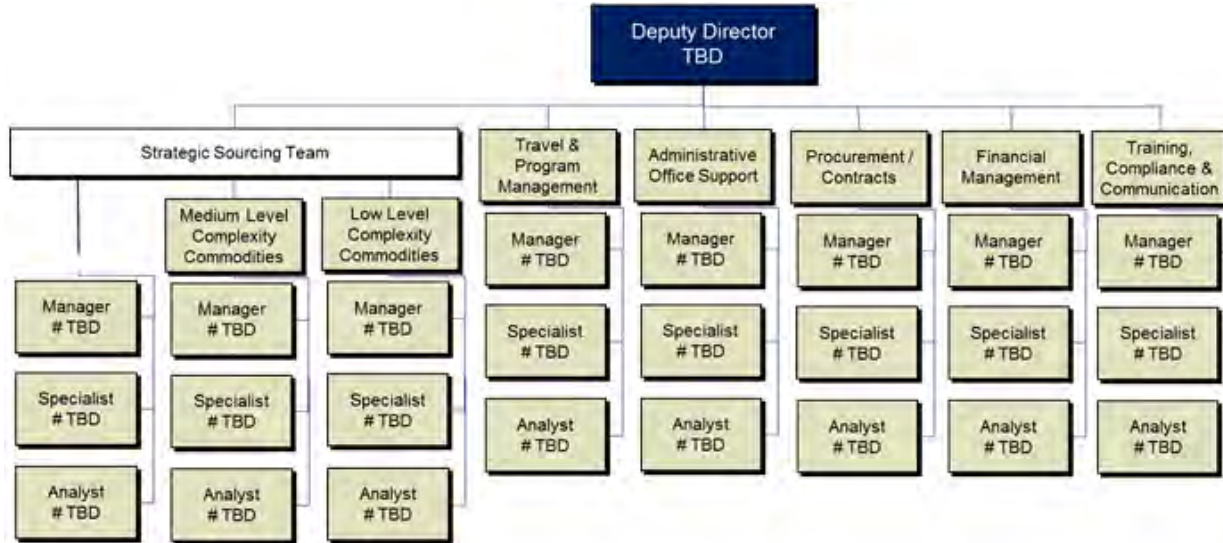 Deputy Director
TBD
Strategic Sourcing Team
Travel &
Program
Management
Administrative
Office Support
Procurement /
Contracts
Financial
Management
Training,
Compliance &
Communication
Medium Level
Complexity
Commodities
Low Level
Complexity
Commodities
Manager
# TBD
Manager
# TBD
Manager
# TBD
Manager
# TBD
Manager
# TBD
Manager
# TBD
Manager
# TBD
Manager
# TBD
Specialist
# TBD
Specialist
# TBD
Specialist
# TBD
Specialist
# TBD
Specialist
# TBD
Specialist
# TBD
Specialist
# TBD
Specialist
# TBD
Analyst
# TBD
Analyst
# TBD
Analyst
# TBD
Analyst
# TBD
Analyst
# TBD
Analyst
# TBD
Analyst
# TBD
Analyst
# TBD